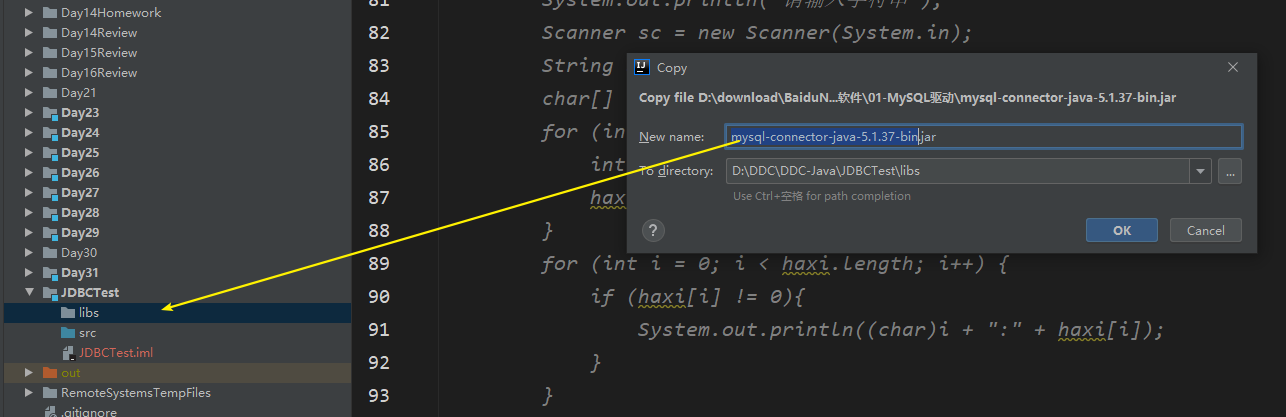 Day14Homework
Day14Review
Day15Review
Day16Review
Day21
Day23
Day24
Day25
Day26
Day27
Day28
Day29
Day30
Day31
JDBCTest
libs
src
JDBCTest.iml
out
RemoteSystemsTempFiles
.gitignore
81 System.out.println("请输入字符串");
82 Scanner sc = new Scanner(System.in);
83 String
84 char[]
85 for (in
86 int
87 hax
88 }
89 for (int i = 0; i < haxi.length; i++) {
90 if (haxi[i] != 0){
91 System.out.println((char)i + ":" + haxi[i]);
92 }
93 }
Copy
Copy file D:\download\BaiduN...软件\01-MySQL驱动\mysql-connector-java-5.1.37-bin.jar
New name: mysql-connector-java-5.1.37-bin.jar
To directory: D:\DDC\DDC-Java\JDBCTest\libs
...
Use Ctrl+空格 for path completion
?
OK
Cancel